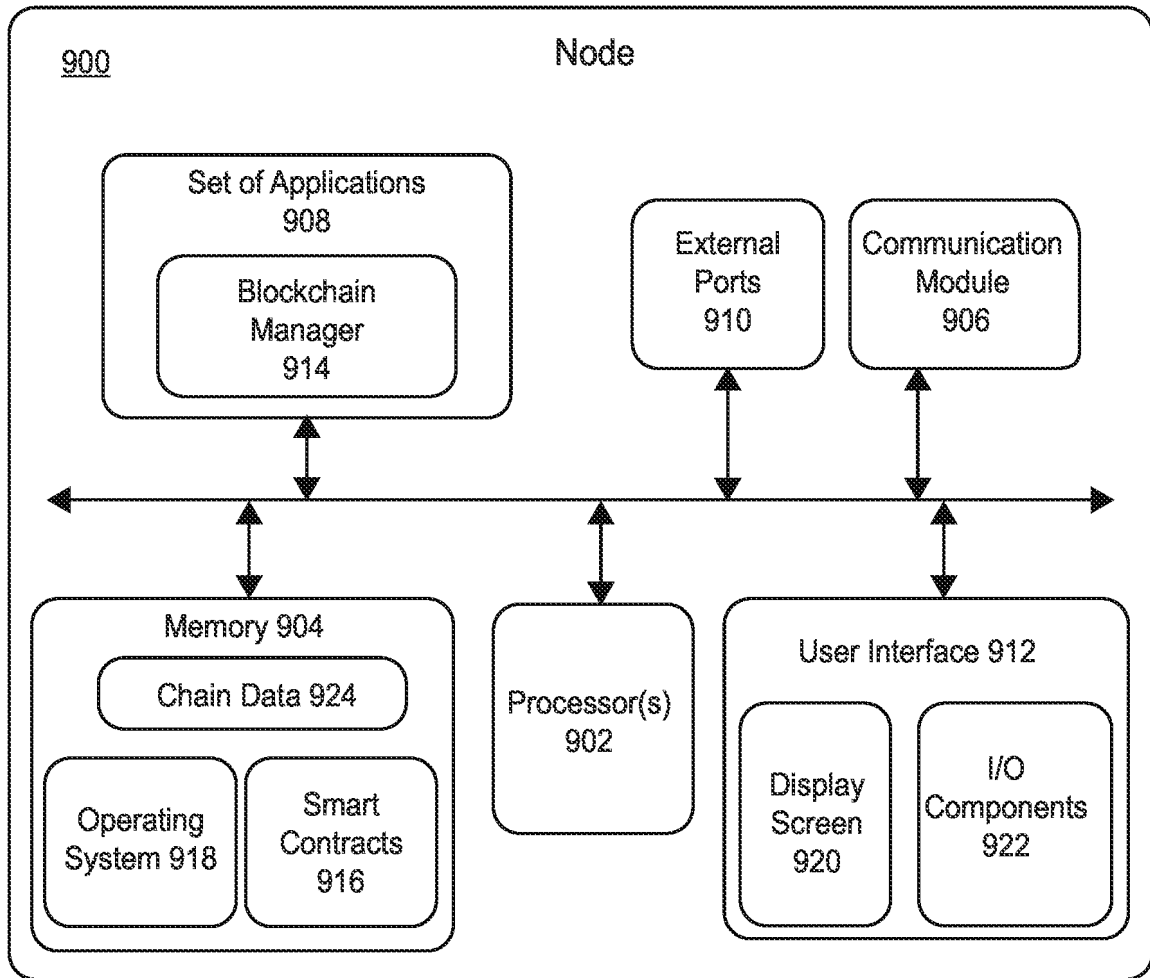 Node
900
Set of Applications
908
Blockchain
Manager
914
External
Ports
910
Communication
Module
906
Memory 904
Chain Data 924
Operating
System 918
Smart
Contracts
916
Processor(s)
902
User Interface 912
Display
Screen
920
I/O
Components
922